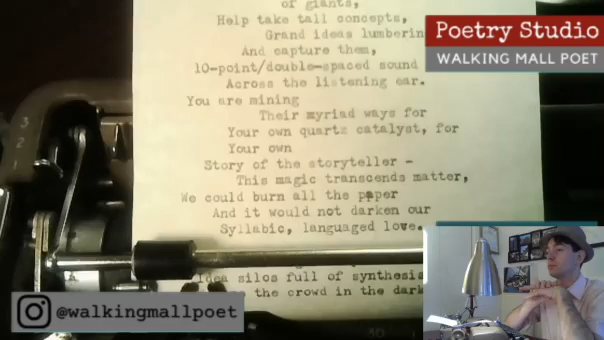 of giants,
Help take tall concepts,
Grand ideas lumberin
And capture them,
10-point/double-spaced sound
Across the listening ear.
You are mining
Their myriad ways for
Your own quartz catalyst, for
Your own
Story of the storyteller -
This magic transcends matter,
We could burn all the paper
And it would not darken our
Syllabic, languaged love.
Idea silos full of synthesis
the crowd in the dark
Poetry Studio
WALKING MALL POET
@walkingmallpoet
3
2
1